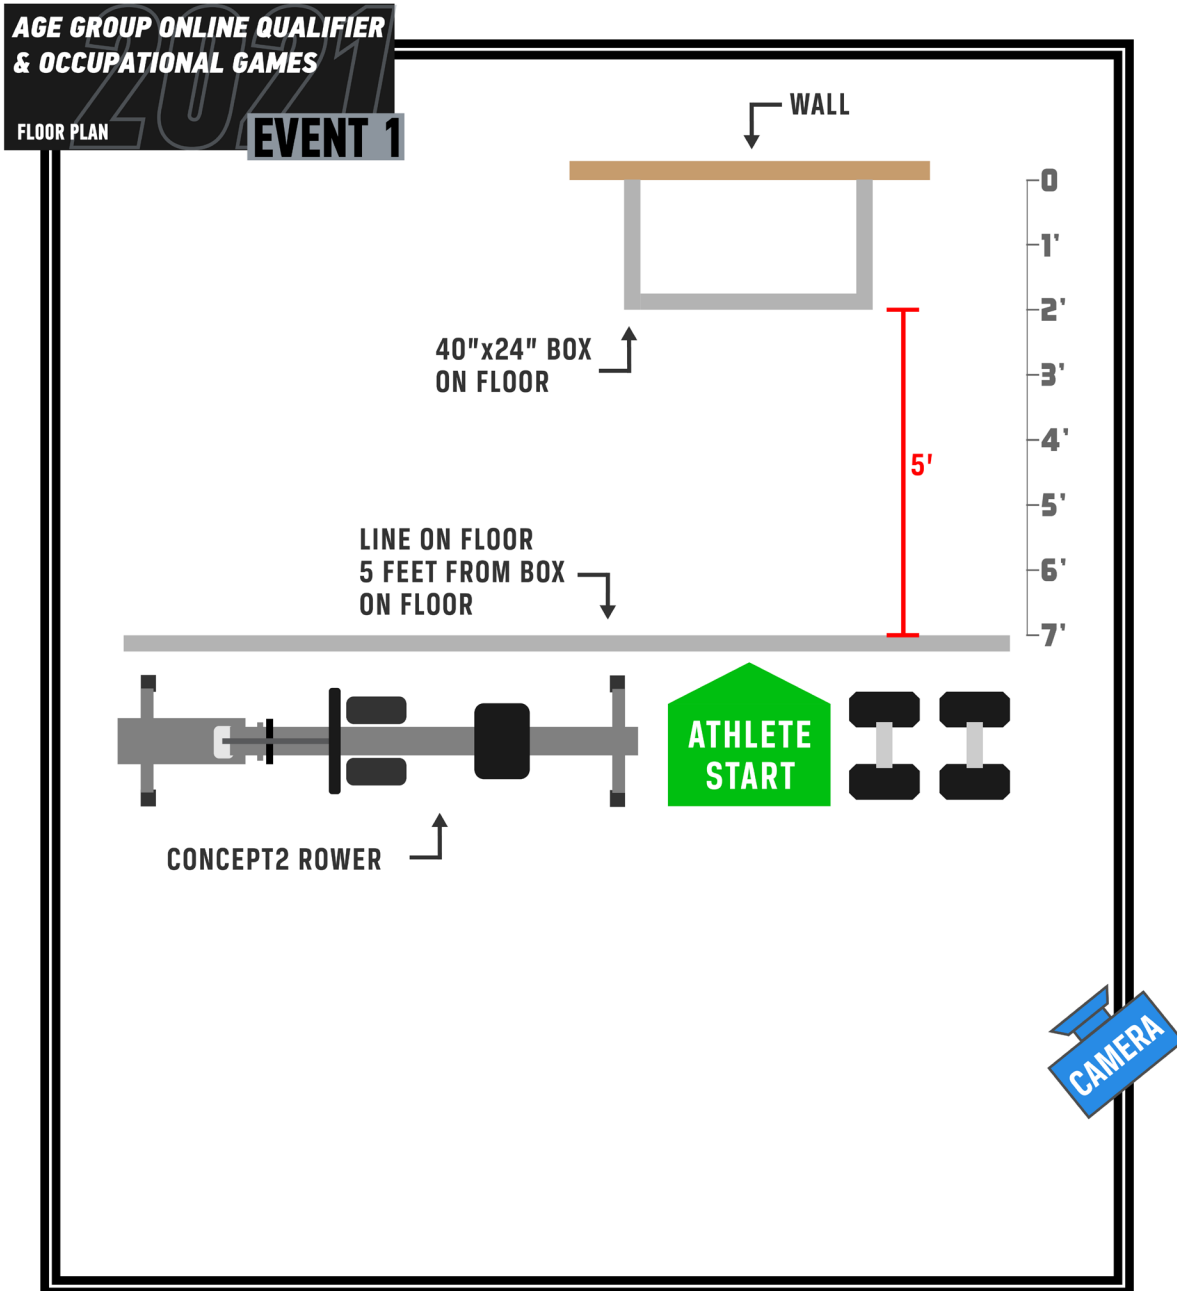 AGE GROUP ONLINE QUALIFIER
& OCCUPATIONAL GAMES
2021
FLOOR PLAN
EVENT 1
WALL
0
1'
2'
3'
4'
5'
6'
7'
40"x24" BOX
ON FLOOR
5'
LINE ON FLOOR
5 FEET FROM BOX
ON FLOOR
ATHLETE
START
CONCEPT2 ROWER
CAMERA